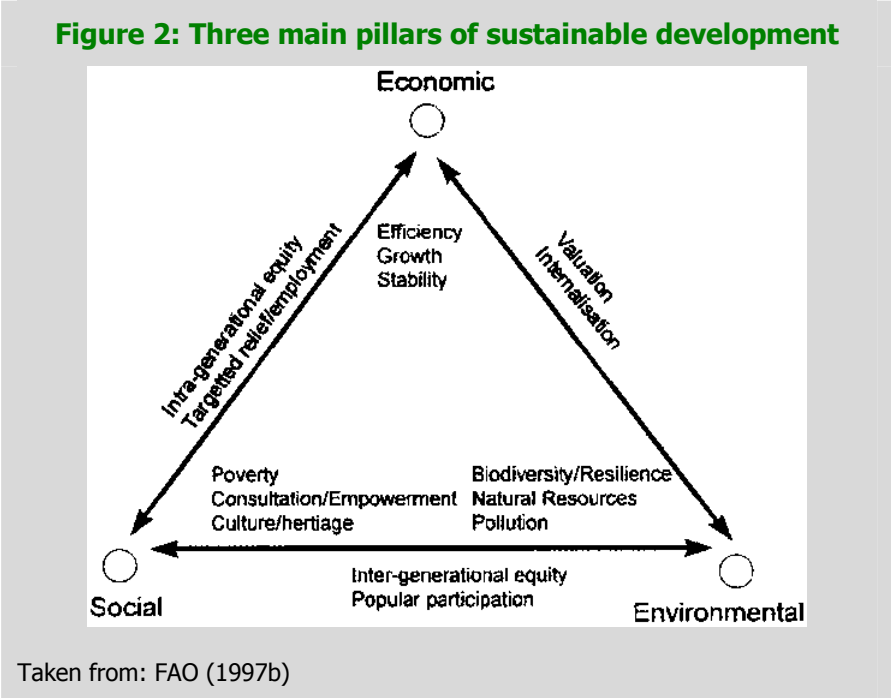 Figure 2: Three main pillars of sustainable development
Economic
Efficiency
Growth
Stability
Intra-generational equity
Targetted relief/employment
Valuation
Internalisation
Poverty
Consultation/Empowerment
Culture/hertiage
Biodiversity/Resilience
Natural Resources
Pollution
Inter-generational equity
Popular participation
Social
Environmental
Taken from: FAO (1997b)